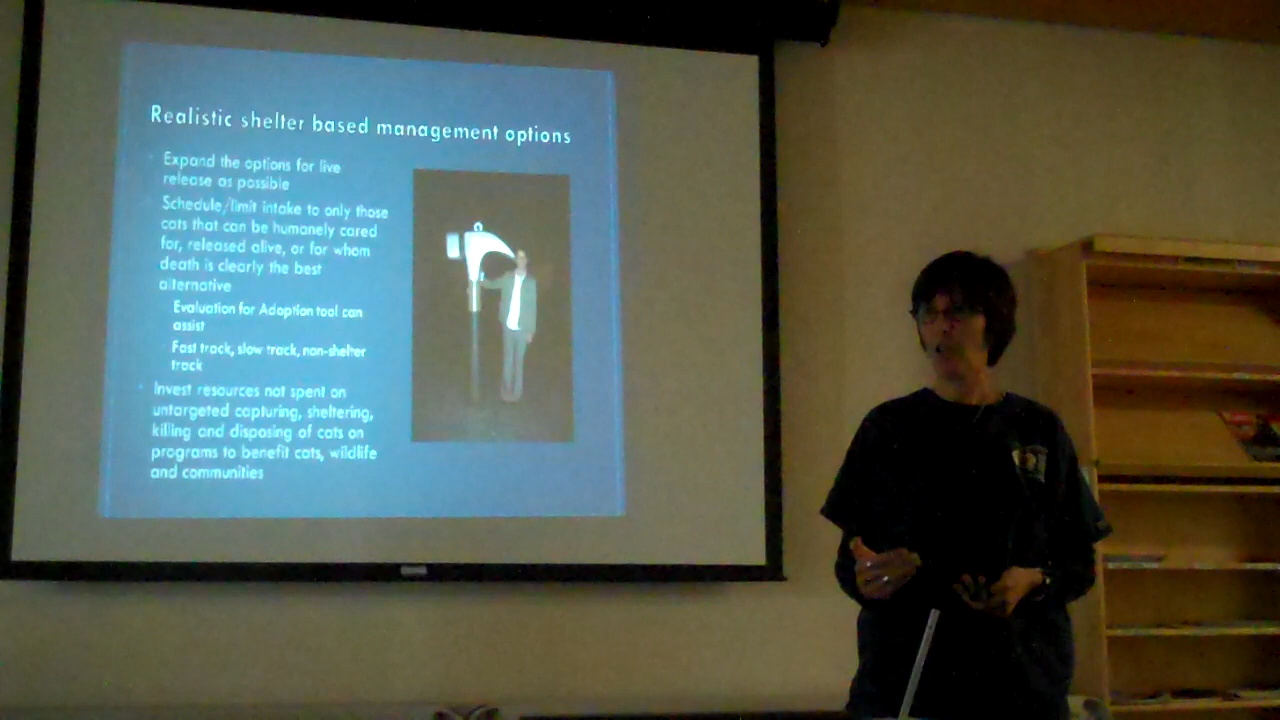 Realistic shelter based management options
Expand the options for live
release as possible
Schedule/limit intake to only those
cats that can be humanely cared
for, released alive, or for whom
death is clearly the best
alternative
Evaluation for Adoption tool can
assist
Fast track, slow track, non-shelter
track
Invest resources not spent on
untargeted capturing, sheltering,
killing and disposing of cats on
programs to benefit cats, wildlife
and communities